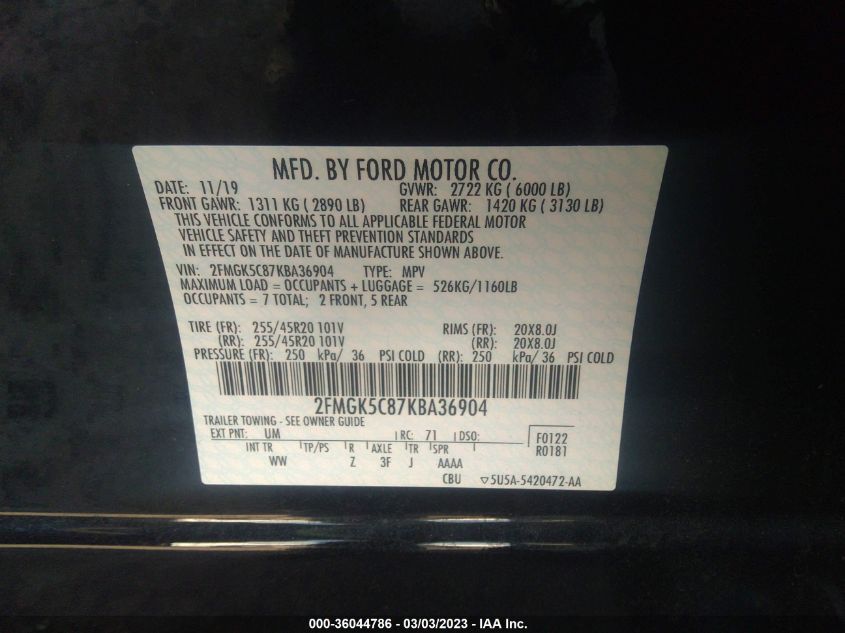 MFD. BY FORD MOTOR CO.
DATE: 11/19 GVWR: 2722 KG ( 6000 LB)
FRONT GAWR: 1311 KG ( 2890 LB) REAR GAWR: 1420 KG ( 3130 LB)
THIS VEHICLE CONFORMS TO ALL APPLICABLE FEDERAL MOTOR
VEHICLE SAFETY AND THEFT PREVENTION STANDARDS
IN EFFECT ON THE DATE OF MANUFACTURE SHOWN ABOVE.
VIN: 2FMGK5C87KBA36904 TYPE: MPV
MAXIMUM LOAD = OCCUPANTS + LUGGAGE = 526KG/1160LB
OCCUPANTS = 7 TOTAL; 2 FRONT, 5 REAR
TIRE (FR): 255/45R20 101V RIMS (FR): 20X8.0J
(RR): 255/45R20 101V (RR): 20X8.0J
PRESSURE (FR): 250 kPa/ 36 PSI COLD (RR): 250 kPa/ 36 PSI COLD
2FMGK5C87KBA36904
TRAILER TOWING - SEE OWNER GUIDE
EXT PNT: UM RC: 71 DSO: F0122
INT TR TP/PS R AXLE TR SPR R0181
WW Z 3F J AAAA
CBU ▽5U5A-5420472-AA
000-36044786 - 03/03/2023 - IAA Inc.